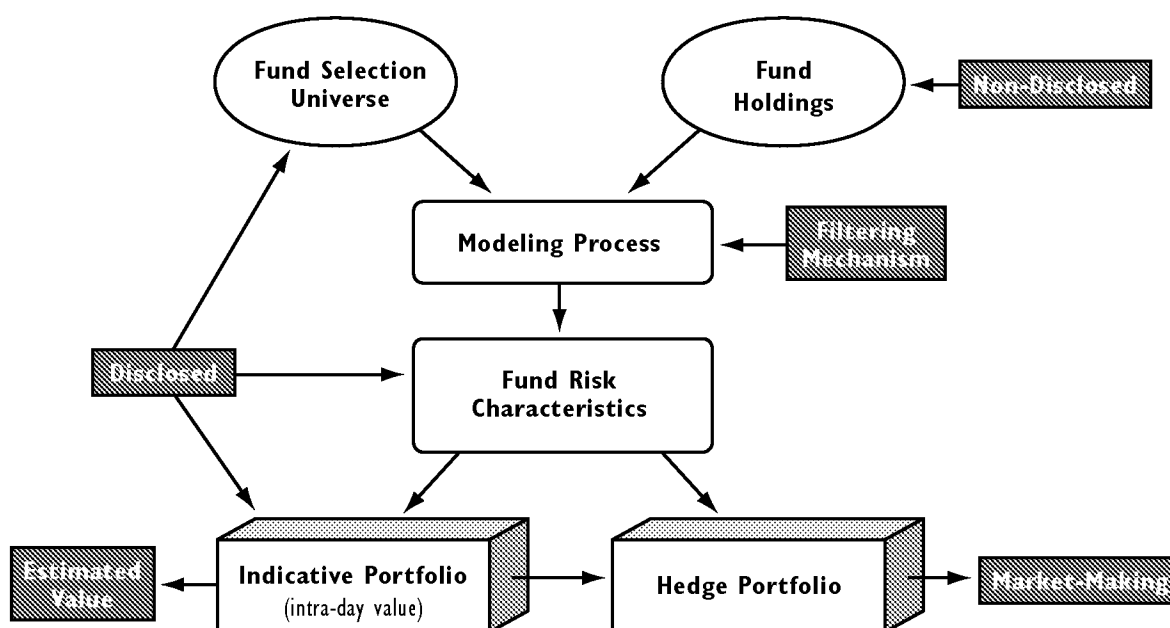 Fund Selection
Universe
Fund
Holdings
Non-Disclosed
Modeling Process
Filtering
Mechanism
Disclosed
Fund Risk
Characteristics
Estimated
Value
Indicative Portfolio
(intra-day value)
Hedge Portfolio
Market-Making